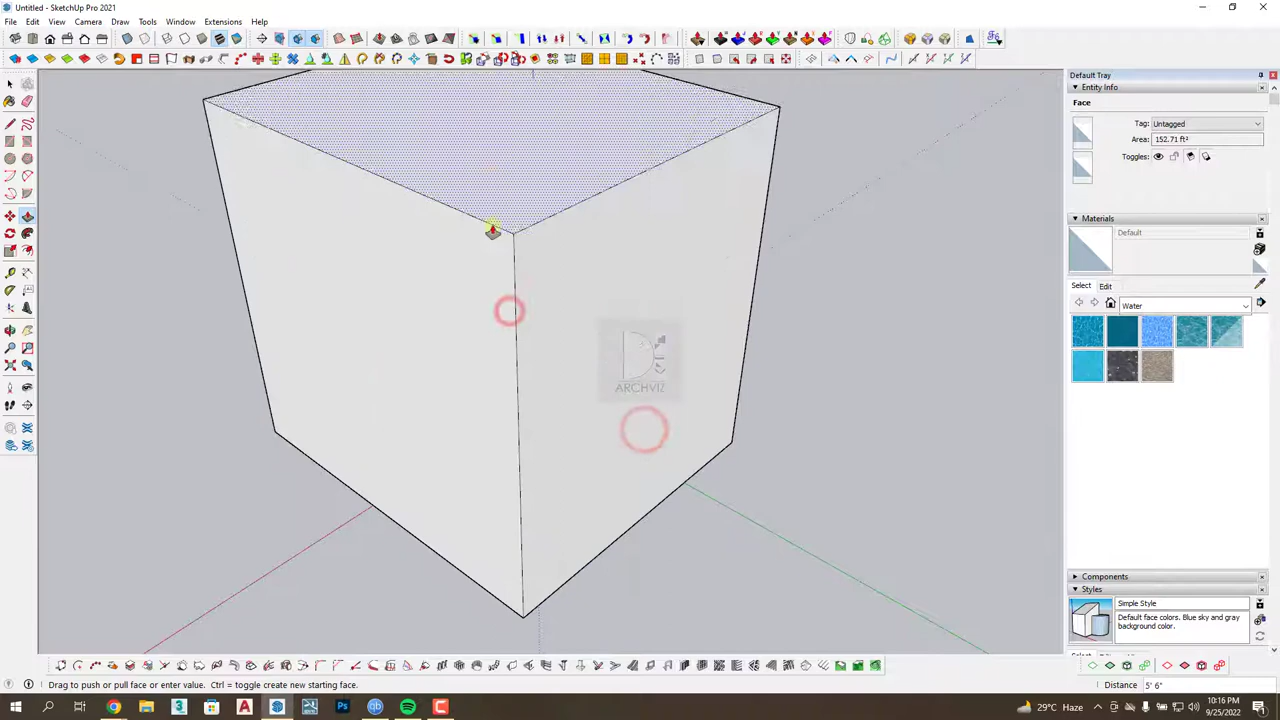 Untitled - SketchUp Pro 2021
File Edit View Camera Draw Tools Window Extensions Help
Default Tray
Entity Info
Face
Tag: Untagged
Area: 152.71 ft²
Toggles:
Materials
Default
Select Edit
Water
ARCHVIZ
Components
Styles
Simple Style
Default face colors. Blue sky and gray background color.
Drag to push or pull face or enter value. Ctrl = toggle create new starting face.
Distance 5' 6"
29°C Haze
10:16 PM
9/25/2022